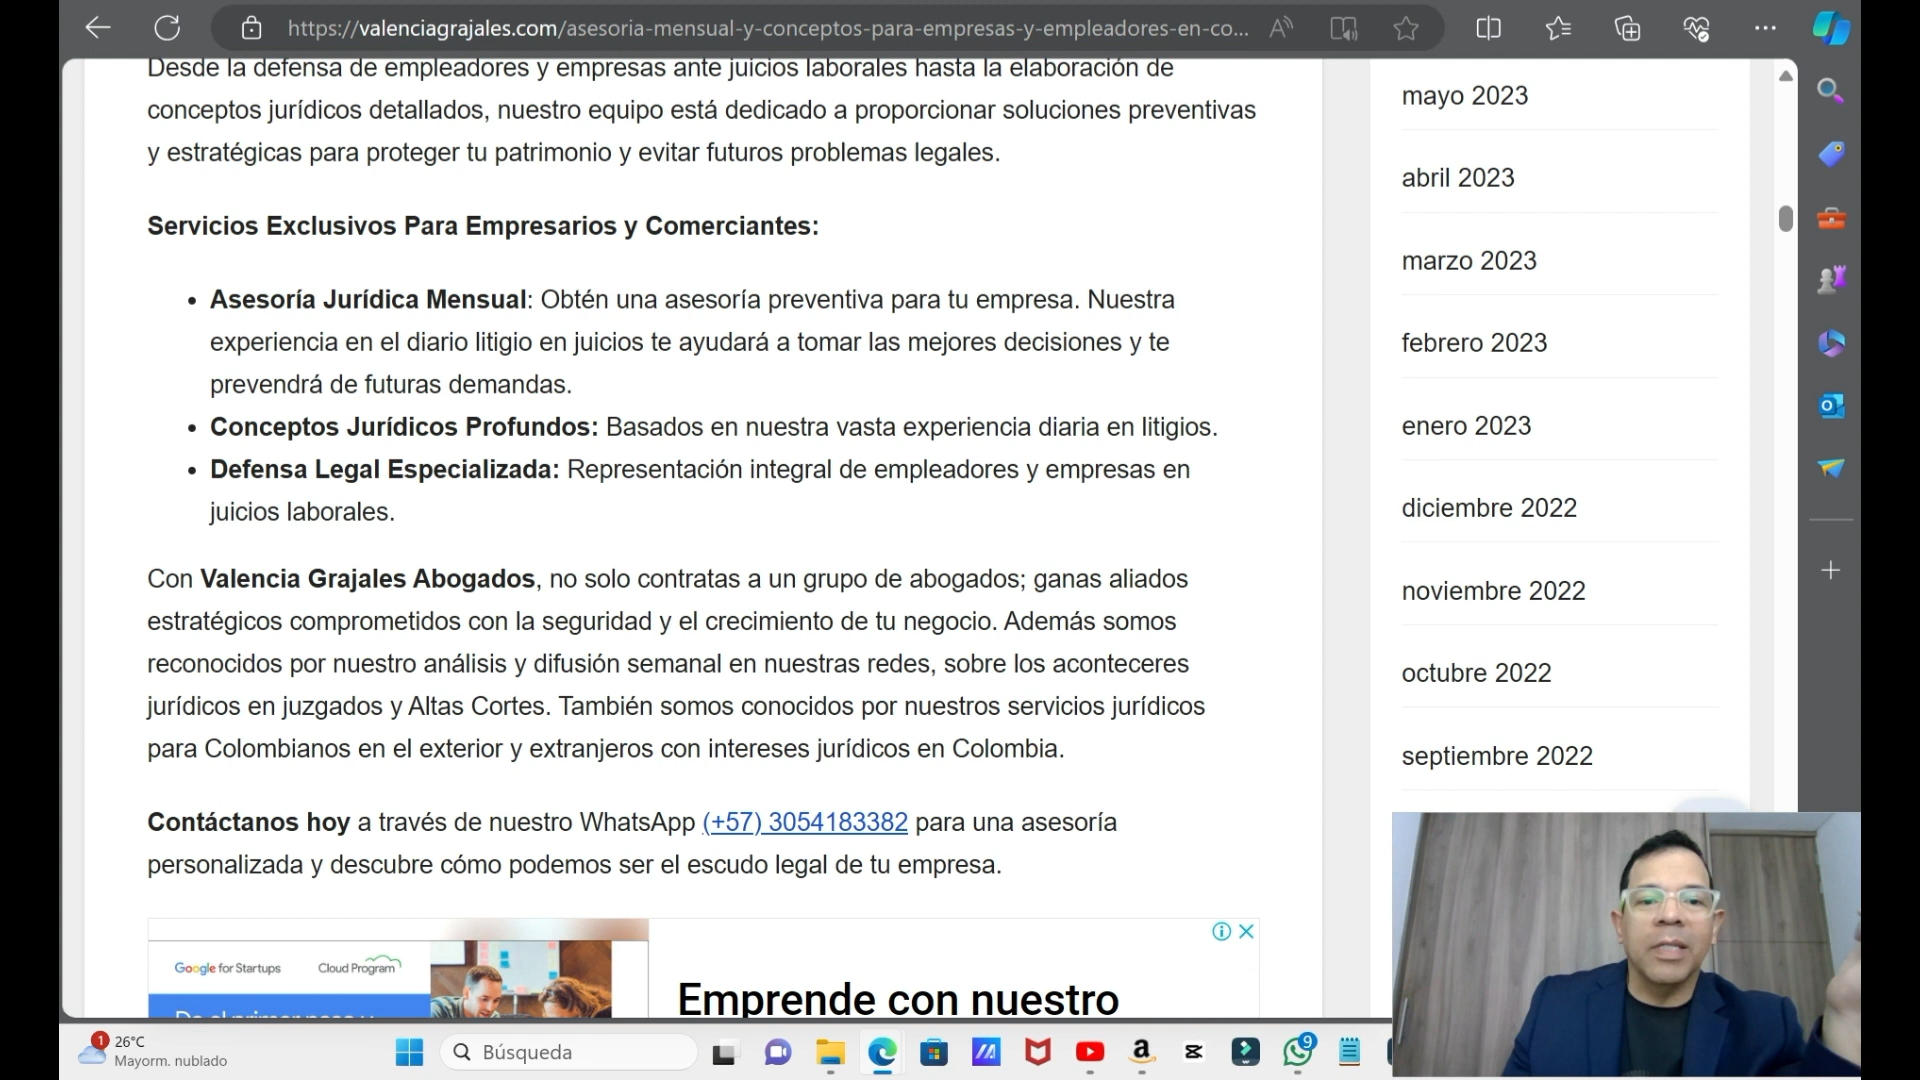 https://valenciagrajales.com/asesoria-mensual-y-conceptos-para-empresas-y-empleadores-en-co...
Desde la defensa de empleadores y empresas ante juicios laborales hasta la elaboración de
conceptos jurídicos detallados, nuestro equipo está dedicado a proporcionar soluciones preventivas
y estratégicas para proteger tu patrimonio y evitar futuros problemas legales.
Servicios Exclusivos Para Empresarios y Comerciantes:
• Asesoría Jurídica Mensual: Obtén una asesoría preventiva para tu empresa. Nuestra
experiencia en el diario litigio en juicios te ayudará a tomar las mejores decisiones y te
prevendrá de futuras demandas.
• Conceptos Jurídicos Profundos: Basados en nuestra vasta experiencia diaria en litigios.
• Defensa Legal Especializada: Representación integral de empleadores y empresas en
juicios laborales.
Con Valencia Grajales Abogados, no solo contratas a un grupo de abogados; ganas aliados
estratégicos comprometidos con la seguridad y el crecimiento de tu negocio. Además somos
reconocidos por nuestro análisis y difusión semanal en nuestras redes, sobre los aconteceres
jurídicos en juzgados y Altas Cortes. También somos conocidos por nuestros servicios jurídicos
para Colombianos en el exterior y extranjeros con intereses jurídicos en Colombia.
Contáctanos hoy a través de nuestro WhatsApp (+57) 3054183382 para una asesoría
personalizada y descubre cómo podemos ser el escudo legal de tu empresa.
Google for Startups
Cloud Program
Emprende con nuestro
mayo 2023
abril 2023
marzo 2023
febrero 2023
enero 2023
diciembre 2022
noviembre 2022
octubre 2022
septiembre 2022
1
26°C
Mayorm. nublado
Búsqueda
9